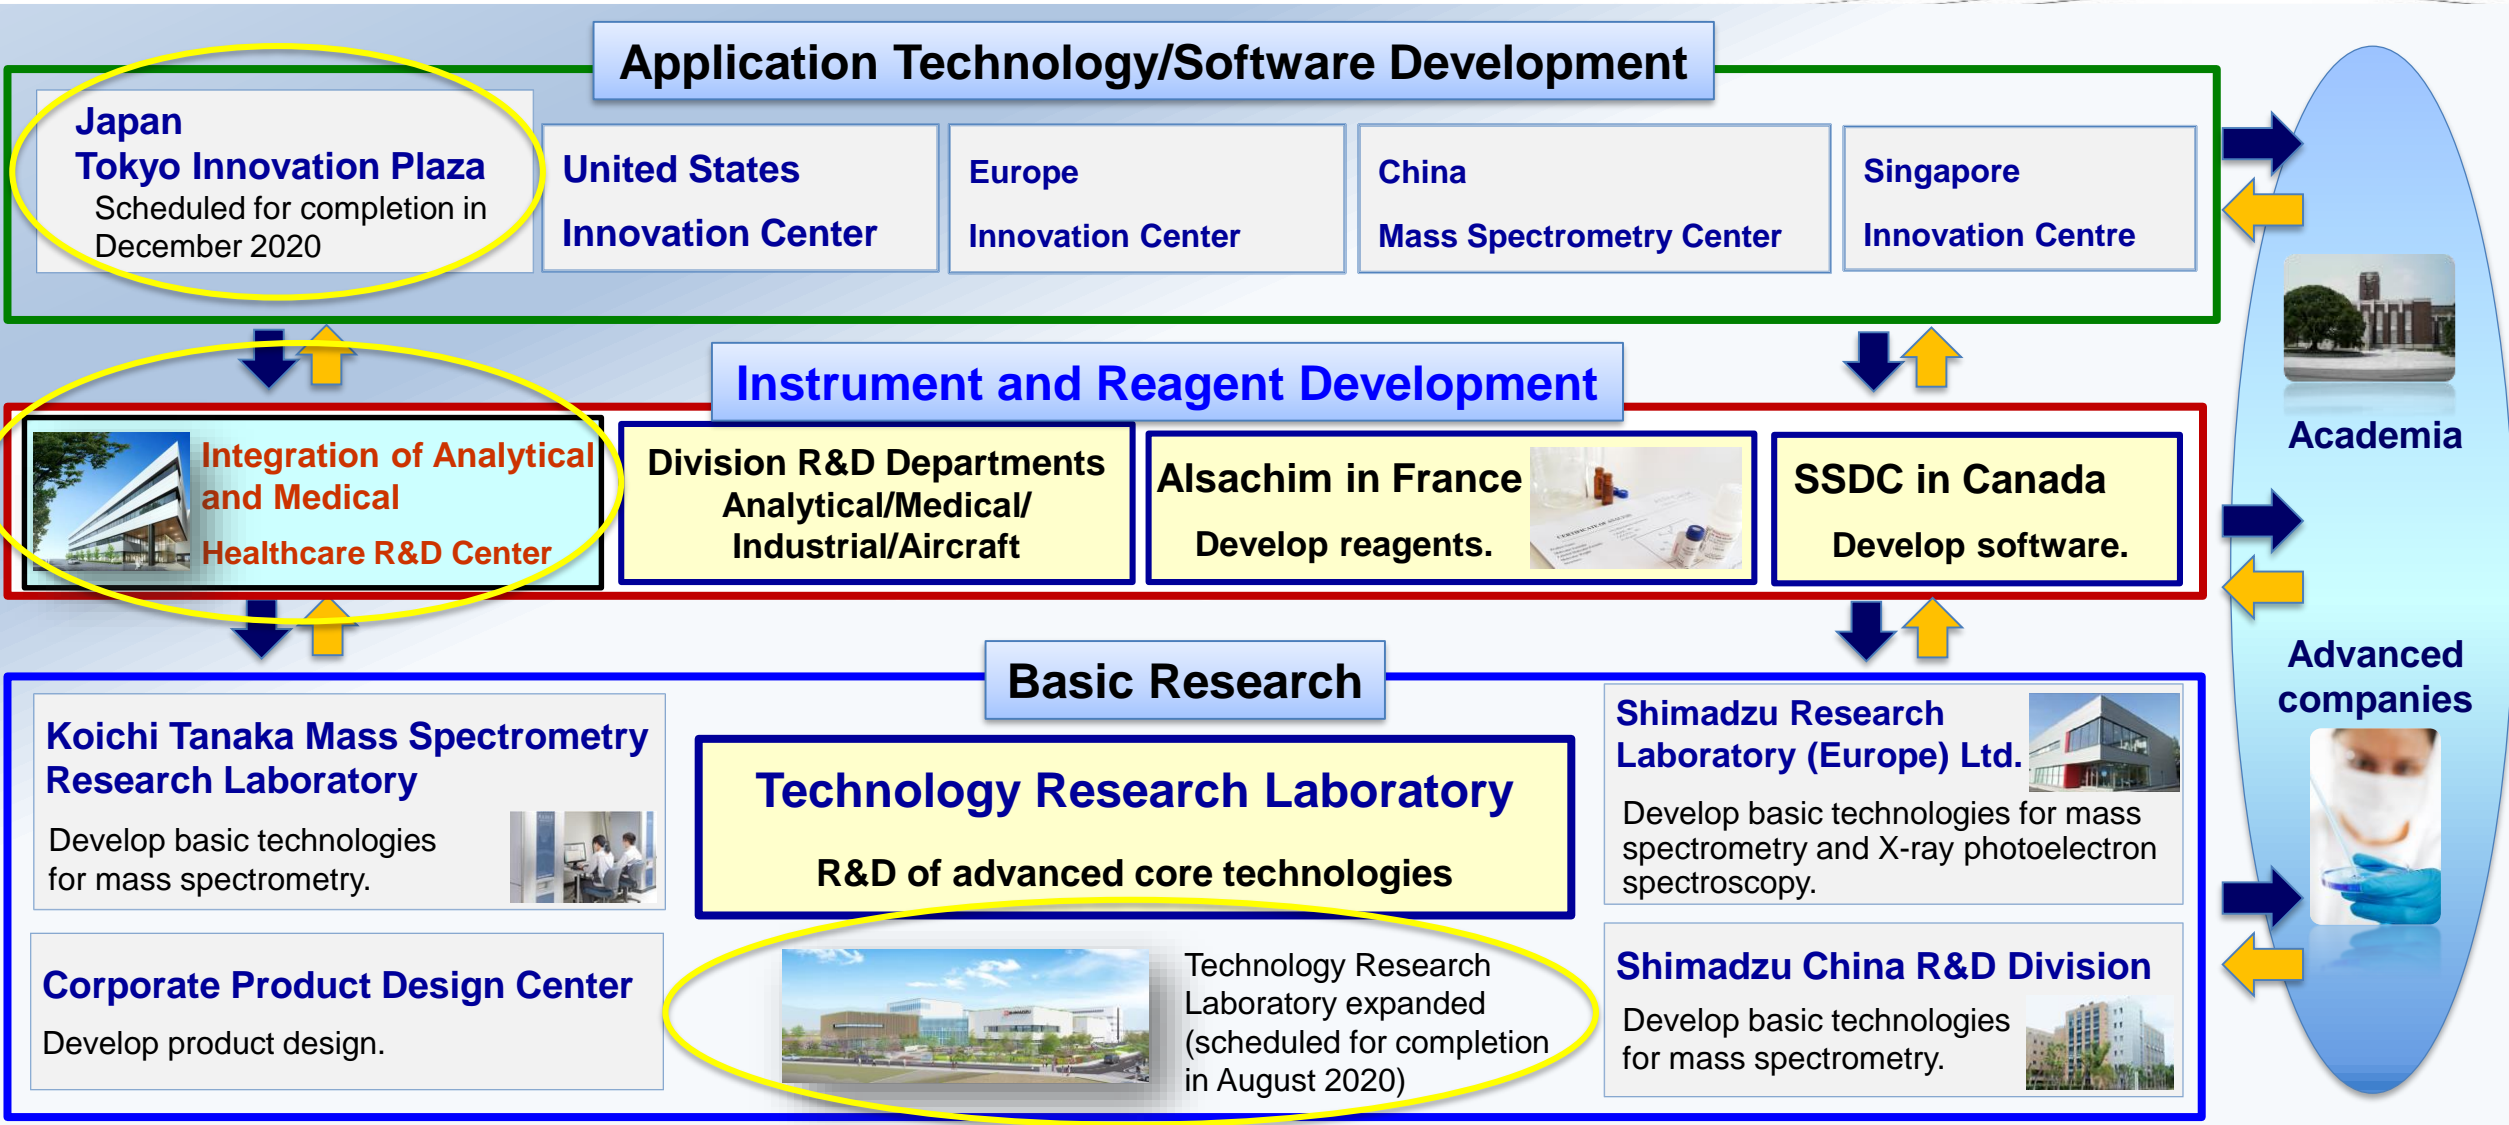 Application Technology/Software Development
Japan
Tokyo Innovation Plaza
Scheduled for completion in
December 2020
United States
Innovation Center
Europe
Innovation Center
China
Mass Spectrometry Center
Singapore
Innovation Centre
Instrument and Reagent Development
Integration of Analytical
and Medical
Healthcare R&D Center
Division R&D Departments
Analytical/Medical/
Industrial/Aircraft
Alsachim in France
Develop reagents.
CERTIFICATE OF ANALYSIS
SSDC in Canada
Develop software.
Academia
Advanced
companies
Basic Research
Koichi Tanaka Mass Spectrometry
Research Laboratory
Develop basic technologies
for mass spectrometry.
Technology Research Laboratory
R&D of advanced core technologies
Shimadzu Research
Laboratory (Europe) Ltd.
Develop basic technologies for mass
spectrometry and X-ray photoelectron
spectroscopy.
Corporate Product Design Center
Develop product design.
SHIMADZU
Technology Research
Laboratory expanded
(scheduled for completion
in August 2020)
Shimadzu China R&D Division
Develop basic technologies
for mass spectrometry.